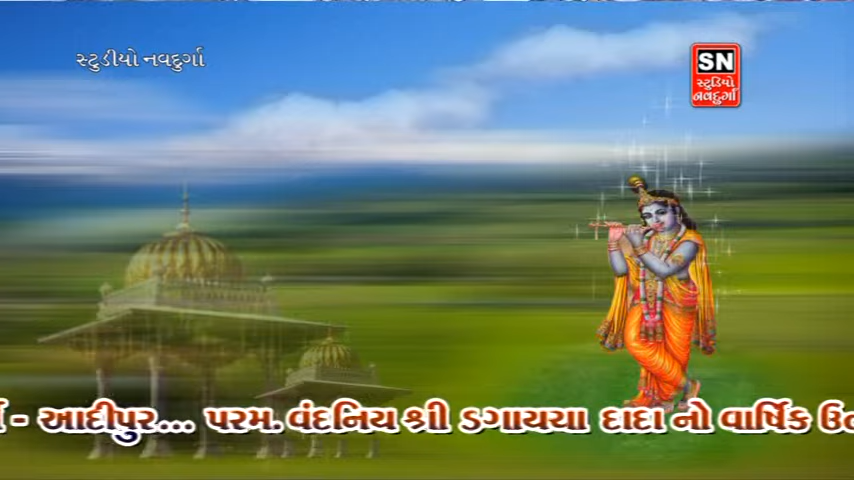 સ્ટુડીયો નવદુર્ગા
SN
સ્ટુડિયો
નવદુર્ગા
- આદીપુર... પરમ. વંદનિય શ્રી ડગાયચા દાદા નો વાર્ષિક